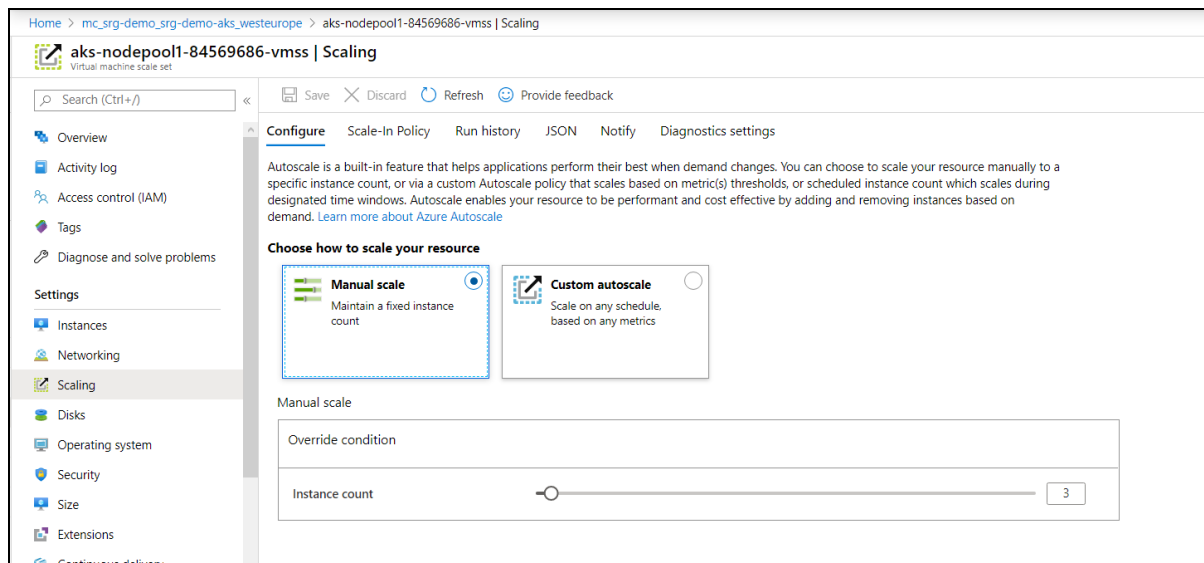 Home > mc_srg-demo_srg-demo-aks_westeurope > aks-nodepool1-84569686-vmss | Scaling
aks-nodepool1-84569686-vmss | Scaling
Virtual machine scale set
Search (Ctrl+/)
«
Overview
Activity log
Access control (IAM)
Tags
Diagnose and solve problems
Settings
Instances
Networking
Scaling
Disks
Operating system
Security
Size
Extensions
Continuous delivery
Save Discard Refresh Provide feedback
Configure Scale-In Policy Run history JSON Notify Diagnostics settings
Autoscale is a built-in feature that helps applications perform their best when demand changes. You can choose to scale your resource manually to a
specific instance count, or via a custom Autoscale policy that scales based on metric(s) thresholds, or scheduled instance count which scales during
designated time windows. Autoscale enables your resource to be performant and cost effective by adding and removing instances based on
demand. Learn more about Azure Autoscale
Choose how to scale your resource
Manual scale
Maintain a fixed instance
count
Custom autoscale
Scale on any schedule,
based on any metrics
Manual scale
Override condition
Instance count 3